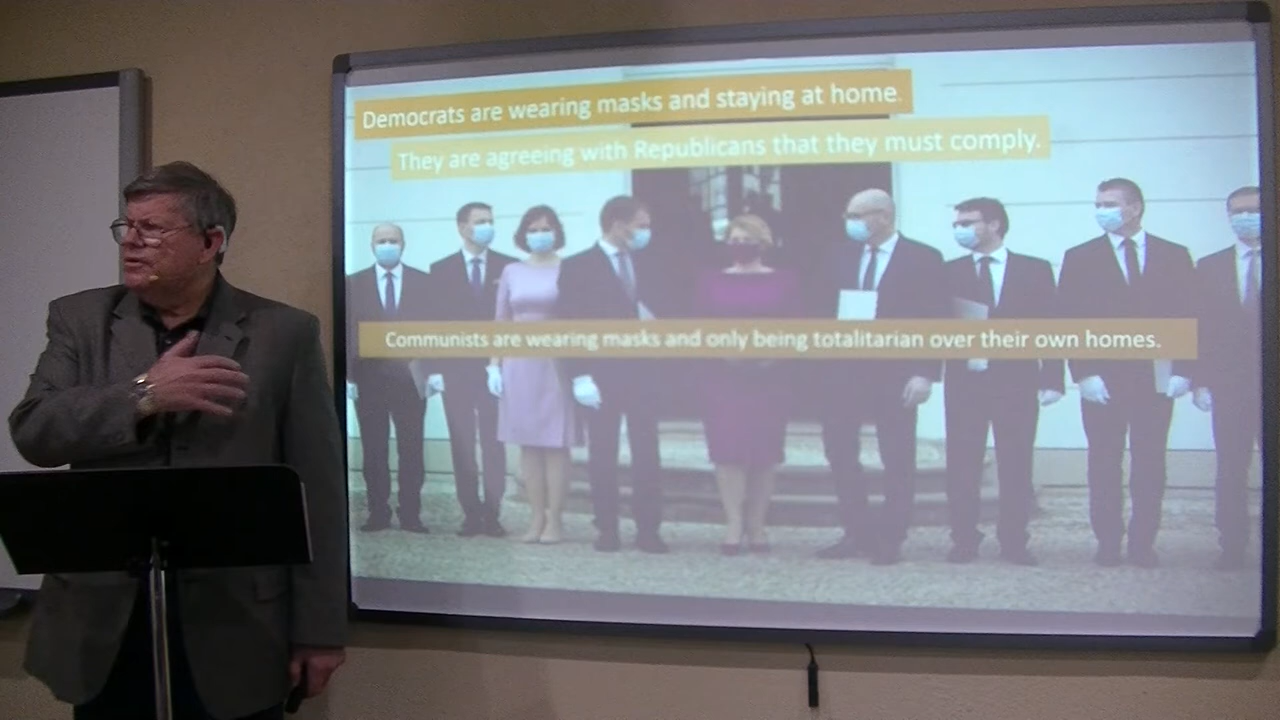 Democrats are wearing masks and staying at home.
They are agreeing with Republicans that they must comply.
Communists are wearing masks and only being totalitarian over their own homes.